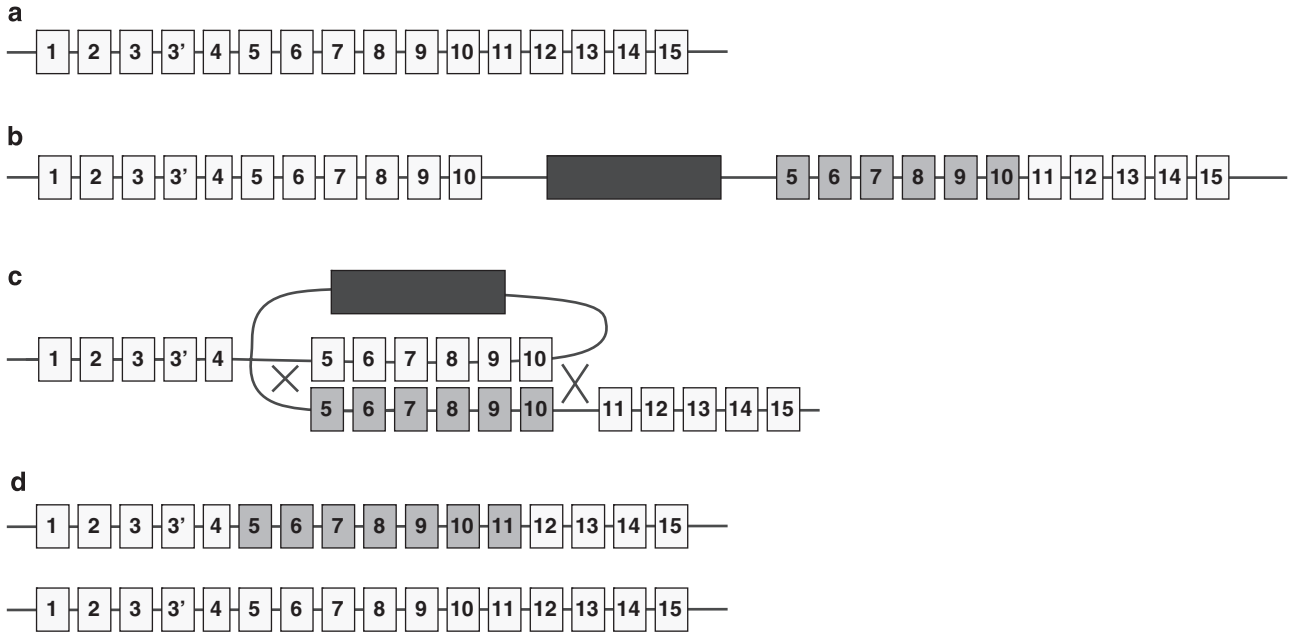 a
1 2 3 3’ 4 5 6 7 8 9 10 11 12 13 14 15
b
1 2 3 3’ 4 5 6 7 8 9 10 5 6 7 8 9 10 11 12 13 14 15
c
1 2 3 3’ 4 5 6 7 8 9 10
5 6 7 8 9 10 11 12 13 14 15
d
1 2 3 3’ 4 5 6 7 8 9 10 11 12 13 14 15
1 2 3 3’ 4 5 6 7 8 9 10 11 12 13 14 15